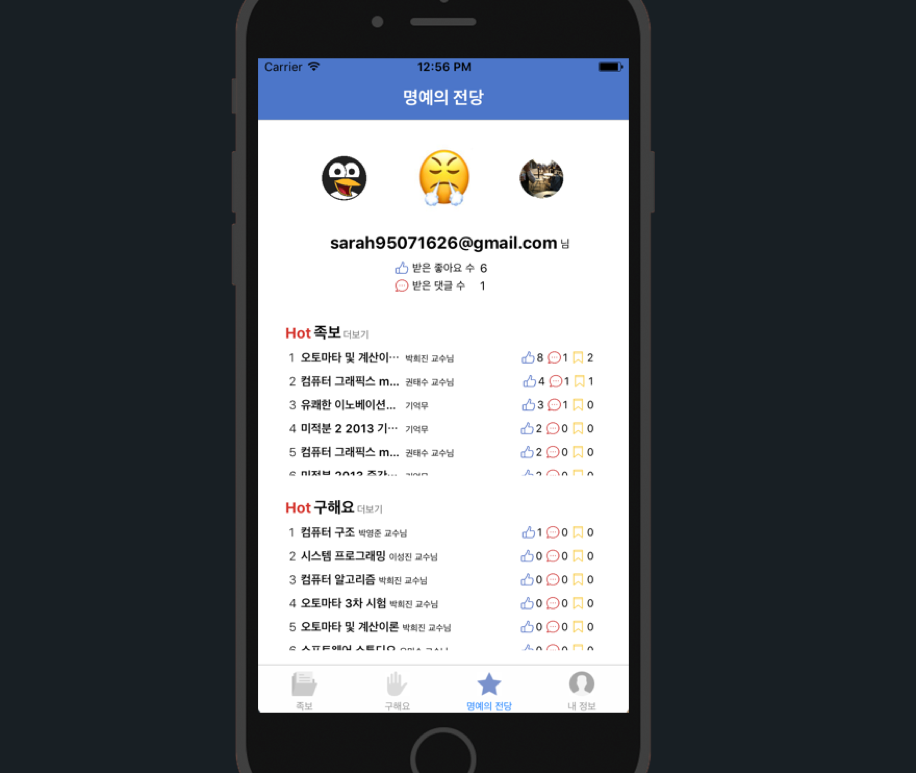 Carrier 12:56 PM
명예의 전당
sarah95071626@gmail.com 님
받은 좋아요 수 6
받은 댓글 수 1
Hot 족보 더보기
1 오토마타 및 계산이… 박희진 교수님 8 1 2
2 컴퓨터 그래픽스 m... 권태수 교수님 4 1 1
3 유쾌한 이노베이션... 기억무 3 1 0
4 미적분 2 2013 기… 기억무 2 0 0
5 컴퓨터 그래픽스 m... 권태수 교수님 2 0 0
Hot 구해요 더보기
1 컴퓨터 구조 박영준 교수님 1 0 0
2 시스템 프로그래밍 이성진 교수님 0 0 0
3 컴퓨터 알고리즘 박희진 교수님 0 0 0
4 오토마타 3차 시험 박희진 교수님 0 0 0
5 오토마타 및 계산이론 박희진 교수님 0 0 0
족보 구해요 명예의 전당 내 정보